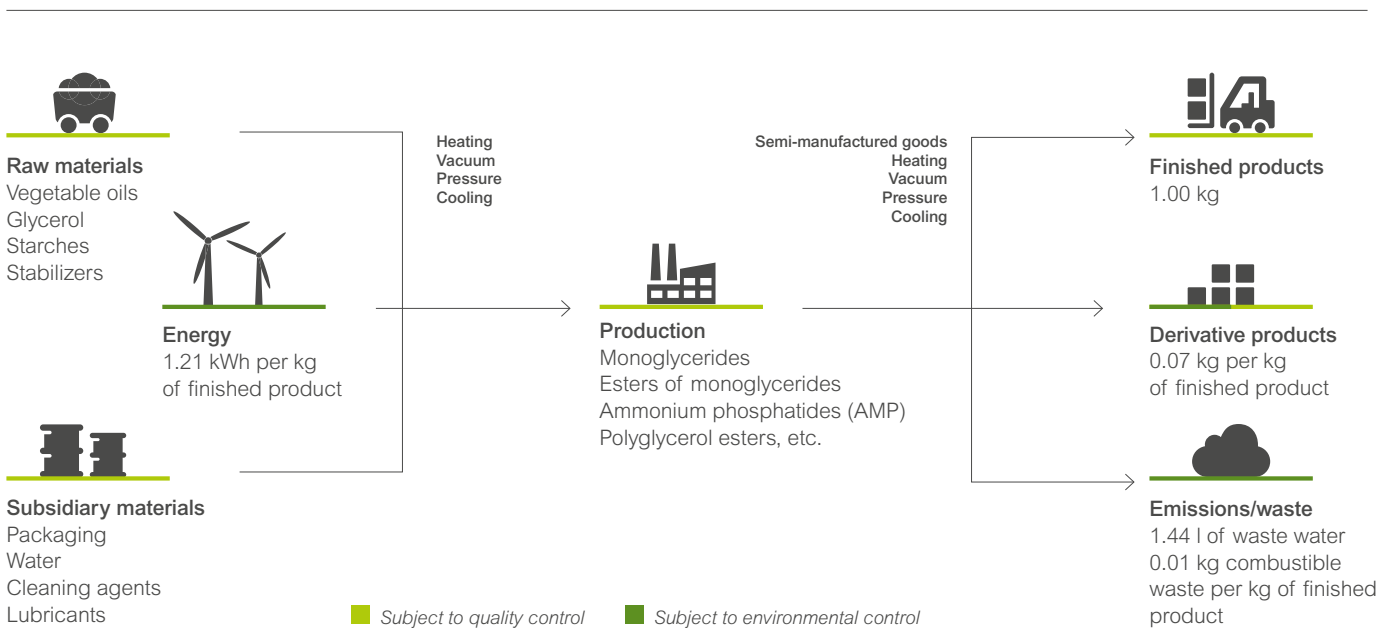 Raw materials
Vegetable oils
Glycerol
Starches
Stabilizers
Energy
1.21 kWh per kg
of finished product
Subsidiary materials
Packaging
Water
Cleaning agents
Lubricants
Heating
Vacuum
Pressure
Cooling
Production
Monoglycerides
Esters of monoglycerides
Ammonium phosphatides (AMP)
Polyglycerol esters, etc.
Semi-manufactured goods
Heating
Vacuum
Pressure
Cooling
Finished products
1.00 kg
Derivative products
0.07 kg per kg
of finished product
Emissions/waste
1.44 l of waste water
0.01 kg combustible
waste per kg of finished
product
Subject to quality control
Subject to environmental control